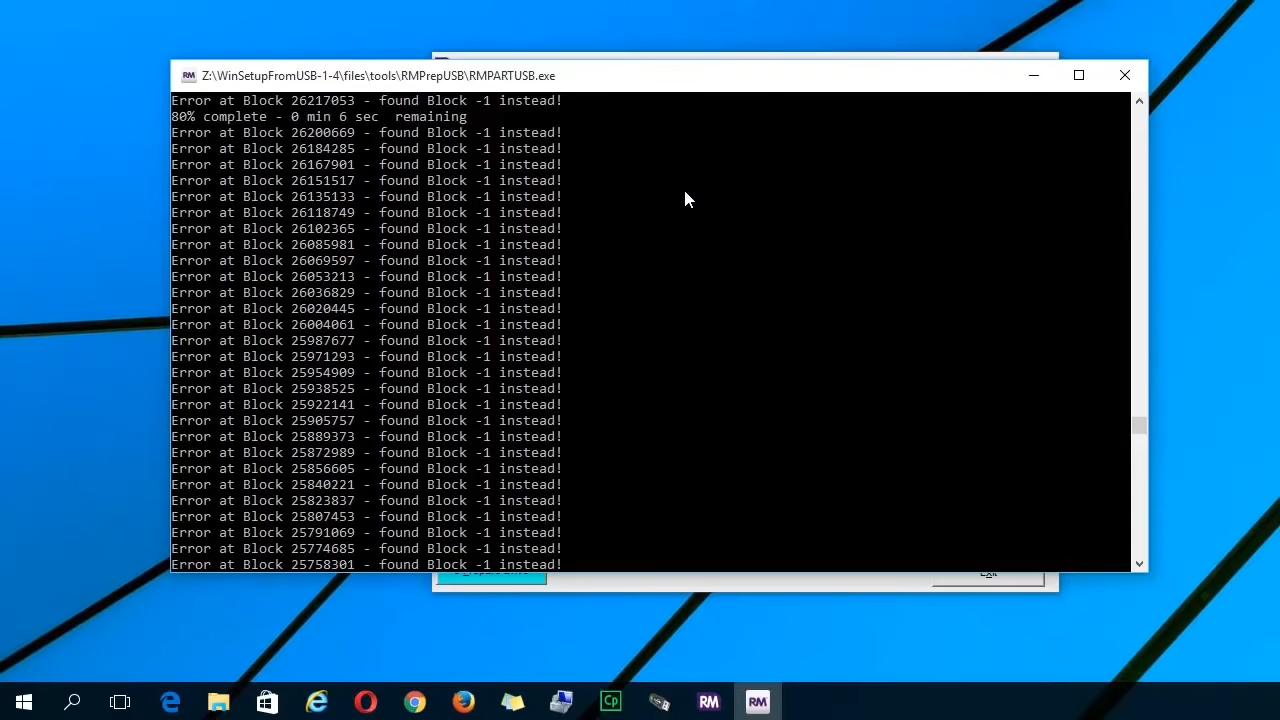 RM Z:\WinSetupFromUSB-1-4\files\tools\RMPrepUSB\RMPARTUSB.exe
Error at Block 26217053 - found Block -1 instead!
80% complete - 0 min 6 sec  remaining
Error at Block 26200669 - found Block -1 instead!
Error at Block 26184285 - found Block -1 instead!
Error at Block 26167901 - found Block -1 instead!
Error at Block 26151517 - found Block -1 instead!
Error at Block 26135133 - found Block -1 instead!
Error at Block 26118749 - found Block -1 instead!
Error at Block 26102365 - found Block -1 instead!
Error at Block 26085981 - found Block -1 instead!
Error at Block 26069597 - found Block -1 instead!
Error at Block 26053213 - found Block -1 instead!
Error at Block 26036829 - found Block -1 instead!
Error at Block 26020445 - found Block -1 instead!
Error at Block 26004061 - found Block -1 instead!
Error at Block 25987677 - found Block -1 instead!
Error at Block 25971293 - found Block -1 instead!
Error at Block 25954909 - found Block -1 instead!
Error at Block 25938525 - found Block -1 instead!
Error at Block 25922141 - found Block -1 instead!
Error at Block 25905757 - found Block -1 instead!
Error at Block 25889373 - found Block -1 instead!
Error at Block 25872989 - found Block -1 instead!
Error at Block 25856605 - found Block -1 instead!
Error at Block 25840221 - found Block -1 instead!
Error at Block 25823837 - found Block -1 instead!
Error at Block 25807453 - found Block -1 instead!
Error at Block 25791069 - found Block -1 instead!
Error at Block 25774685 - found Block -1 instead!
Error at Block 25758301 - found Block -1 instead!
Exit
Cp RM RM